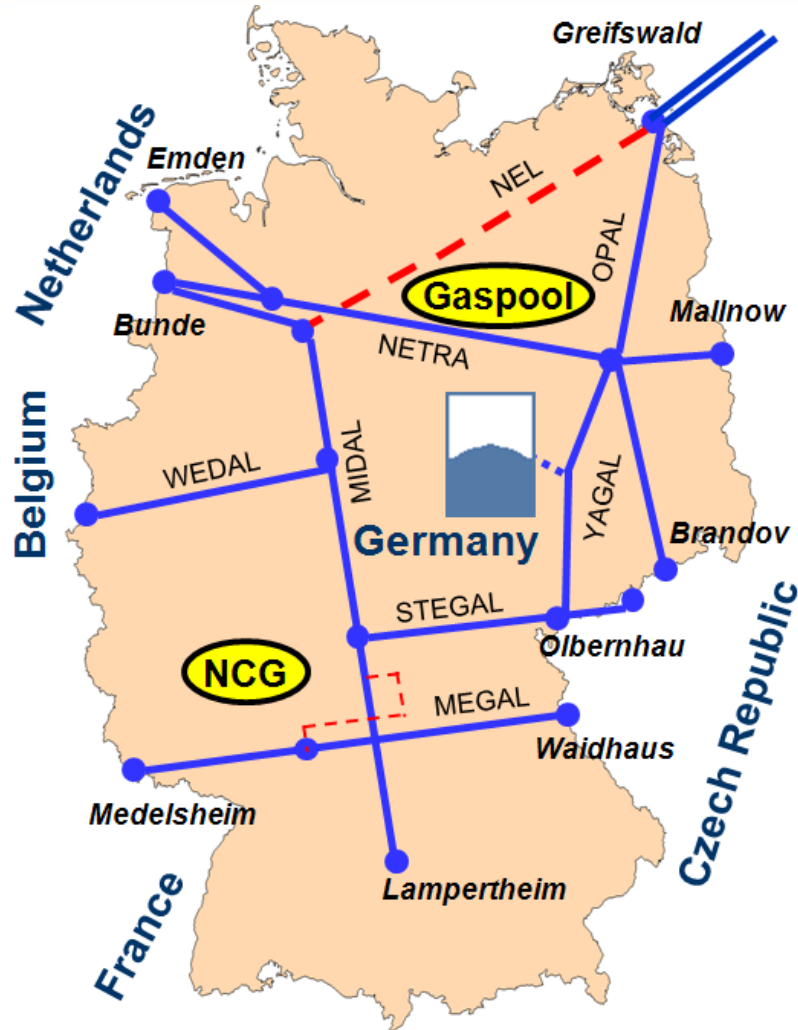 Greifswald
Emden
Netherlands
NEL
OPAL
Gaspool
Mallnow
Bunde
NETRA
Belgium
WEDAL
MIDAL
YAGAL
Germany
Brandov
STEGAL
Olbernhau
NCG
MEGAL
Waidhaus
Czech Republic
Medelsheim
Lampertheim
France